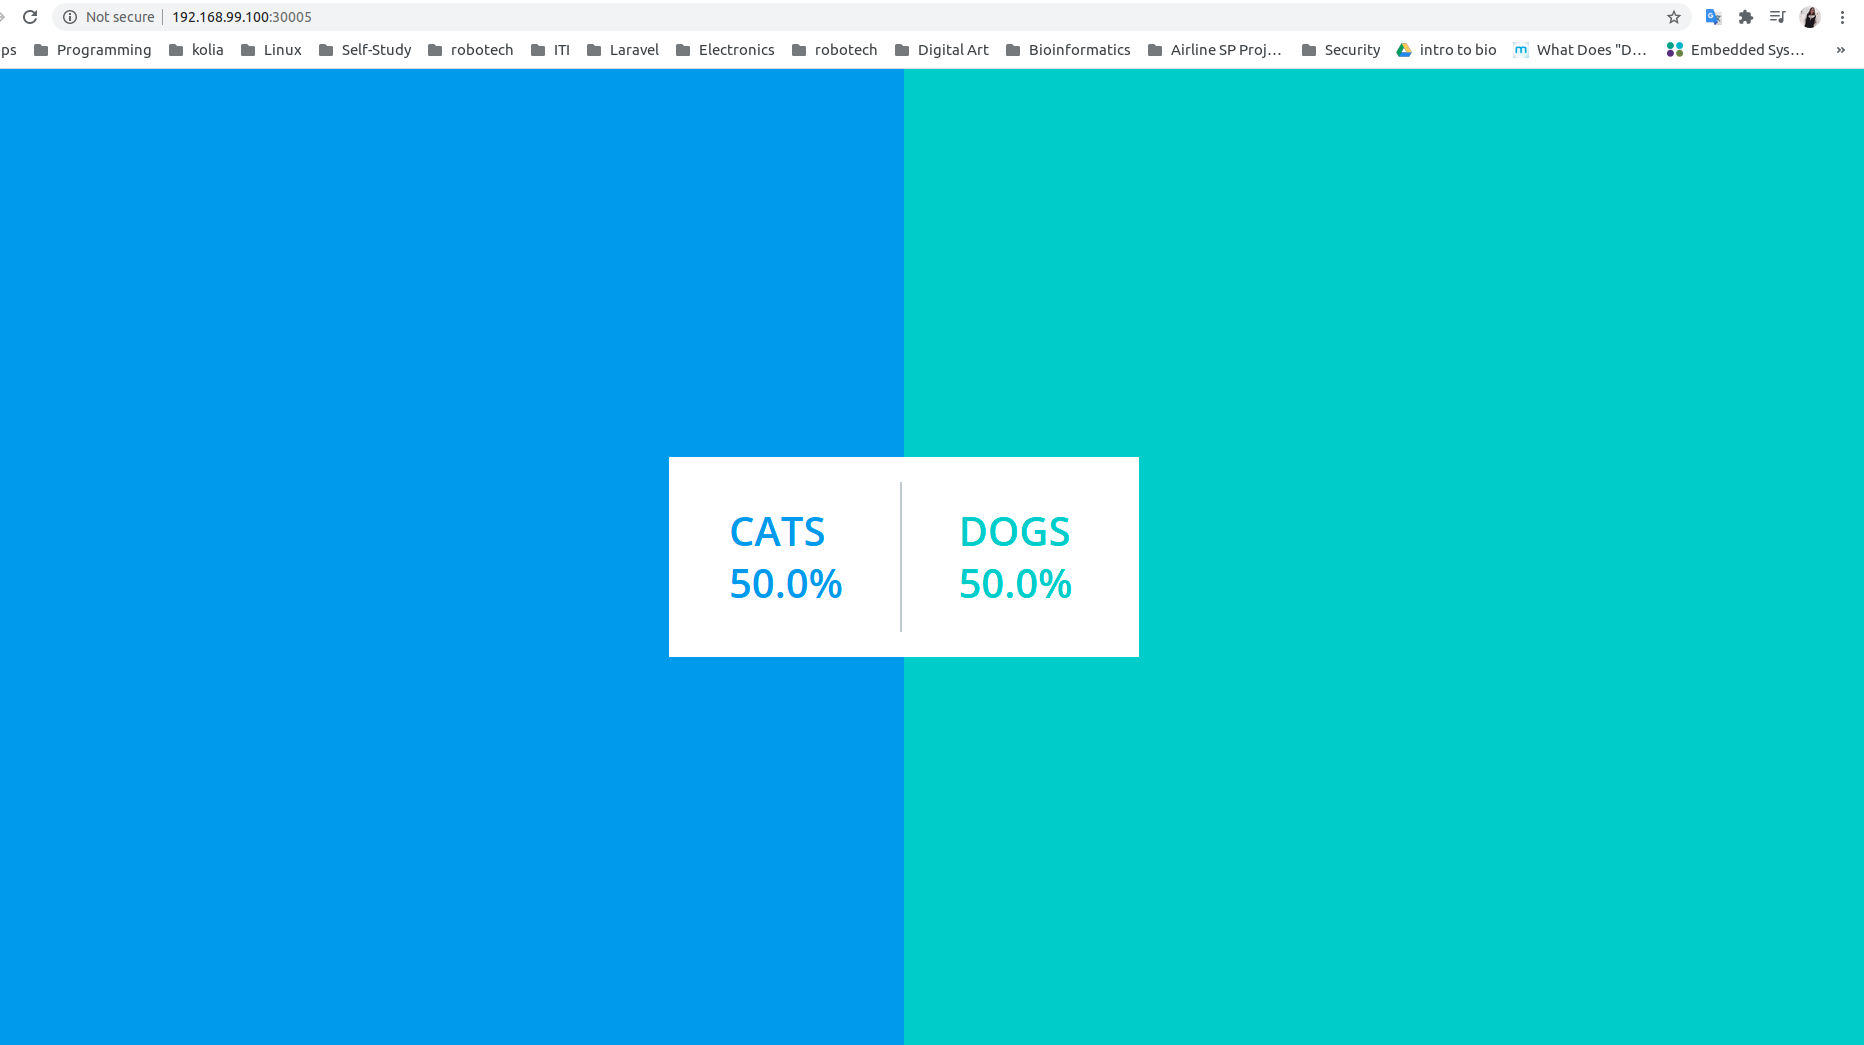 Not secure 192.168.99.100:30005
ps Programming kolia Linux Self-Study robotech ITI Laravel Electronics robotech Digital Art Bioinformatics Airline SP Proj... Security intro to bio What Does "D... Embedded Sys... »
CATS
50.0%
DOGS
50.0%